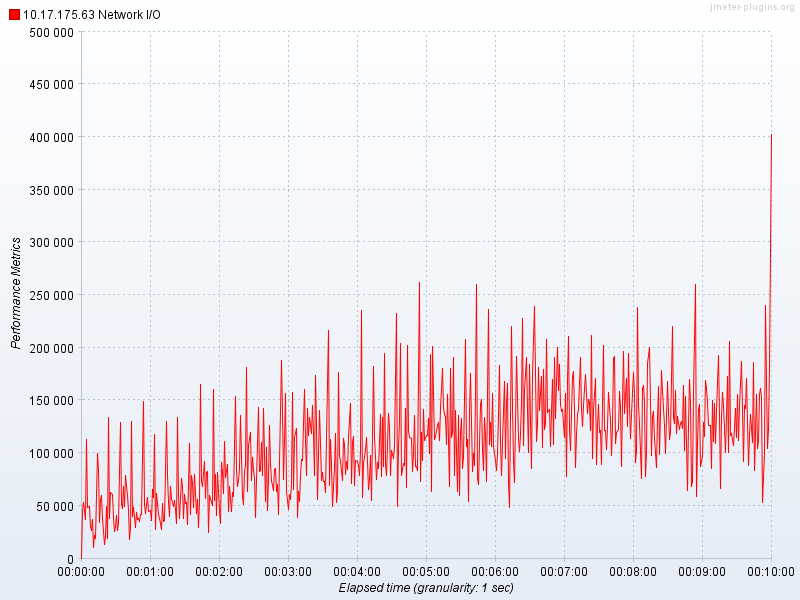 jmeter-plugins.org
10.17.175.63 Network I/O
500 000
450 000
400 000
350 000
300 000
250 000
200 000
150 000
100 000
50 000
0
Performance Metrics
00:00:00 00:01:00 00:02:00 00:03:00 00:04:00 00:05:00 00:06:00 00:07:00 00:08:00 00:09:00 00:10:00
Elapsed time (granularity: 1 sec)